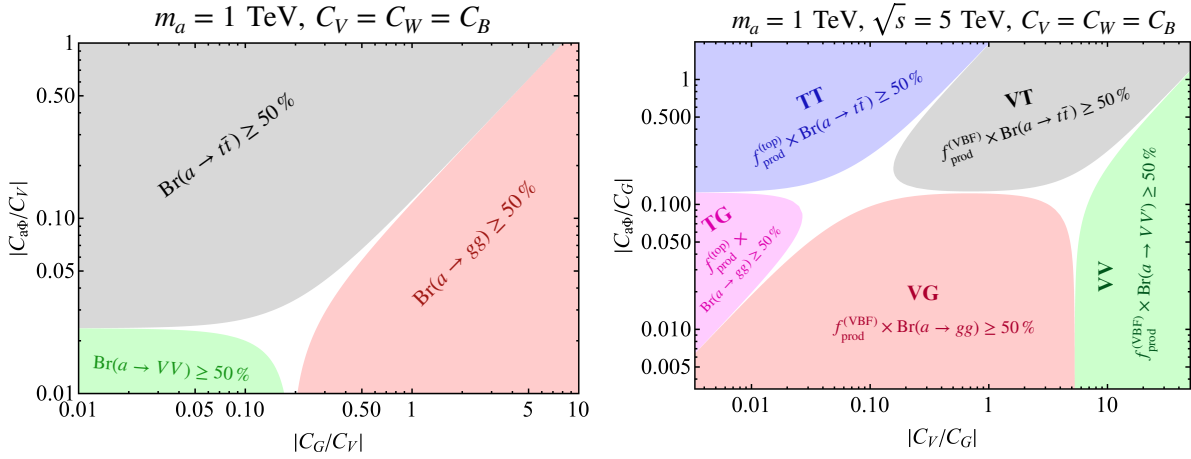 m_a = 1 TeV, C_V = C_W = C_B
|C_{aΦ}/C_V|
1
0.50
0.10
0.05
0.01
Br(a → tt̄) ≥ 50 %
Br(a → gg) ≥ 50 %
Br(a → VV) ≥ 50 %
0.01
0.05
0.10
0.50
1
5
10
|C_G/C_V|
m_a = 1 TeV, √s = 5 TeV, C_V = C_W = C_B
|C_{aΦ}/C_G|
1
0.500
0.100
0.050
0.010
0.005
TT
f_prod^(top) × Br(a → tt̄) ≥ 50 %
VT
f_prod^(VBF) × Br(a → tt̄) ≥ 50 %
TG
f_prod^(top) ×
Br(a → gg) ≥ 50 %
VG
f_prod^(VBF) × Br(a → gg) ≥ 50 %
VV
f_prod^(VBF) × Br(a → VV') ≥ 50 %
0.01
0.10
1
10
|C_V/C_G|